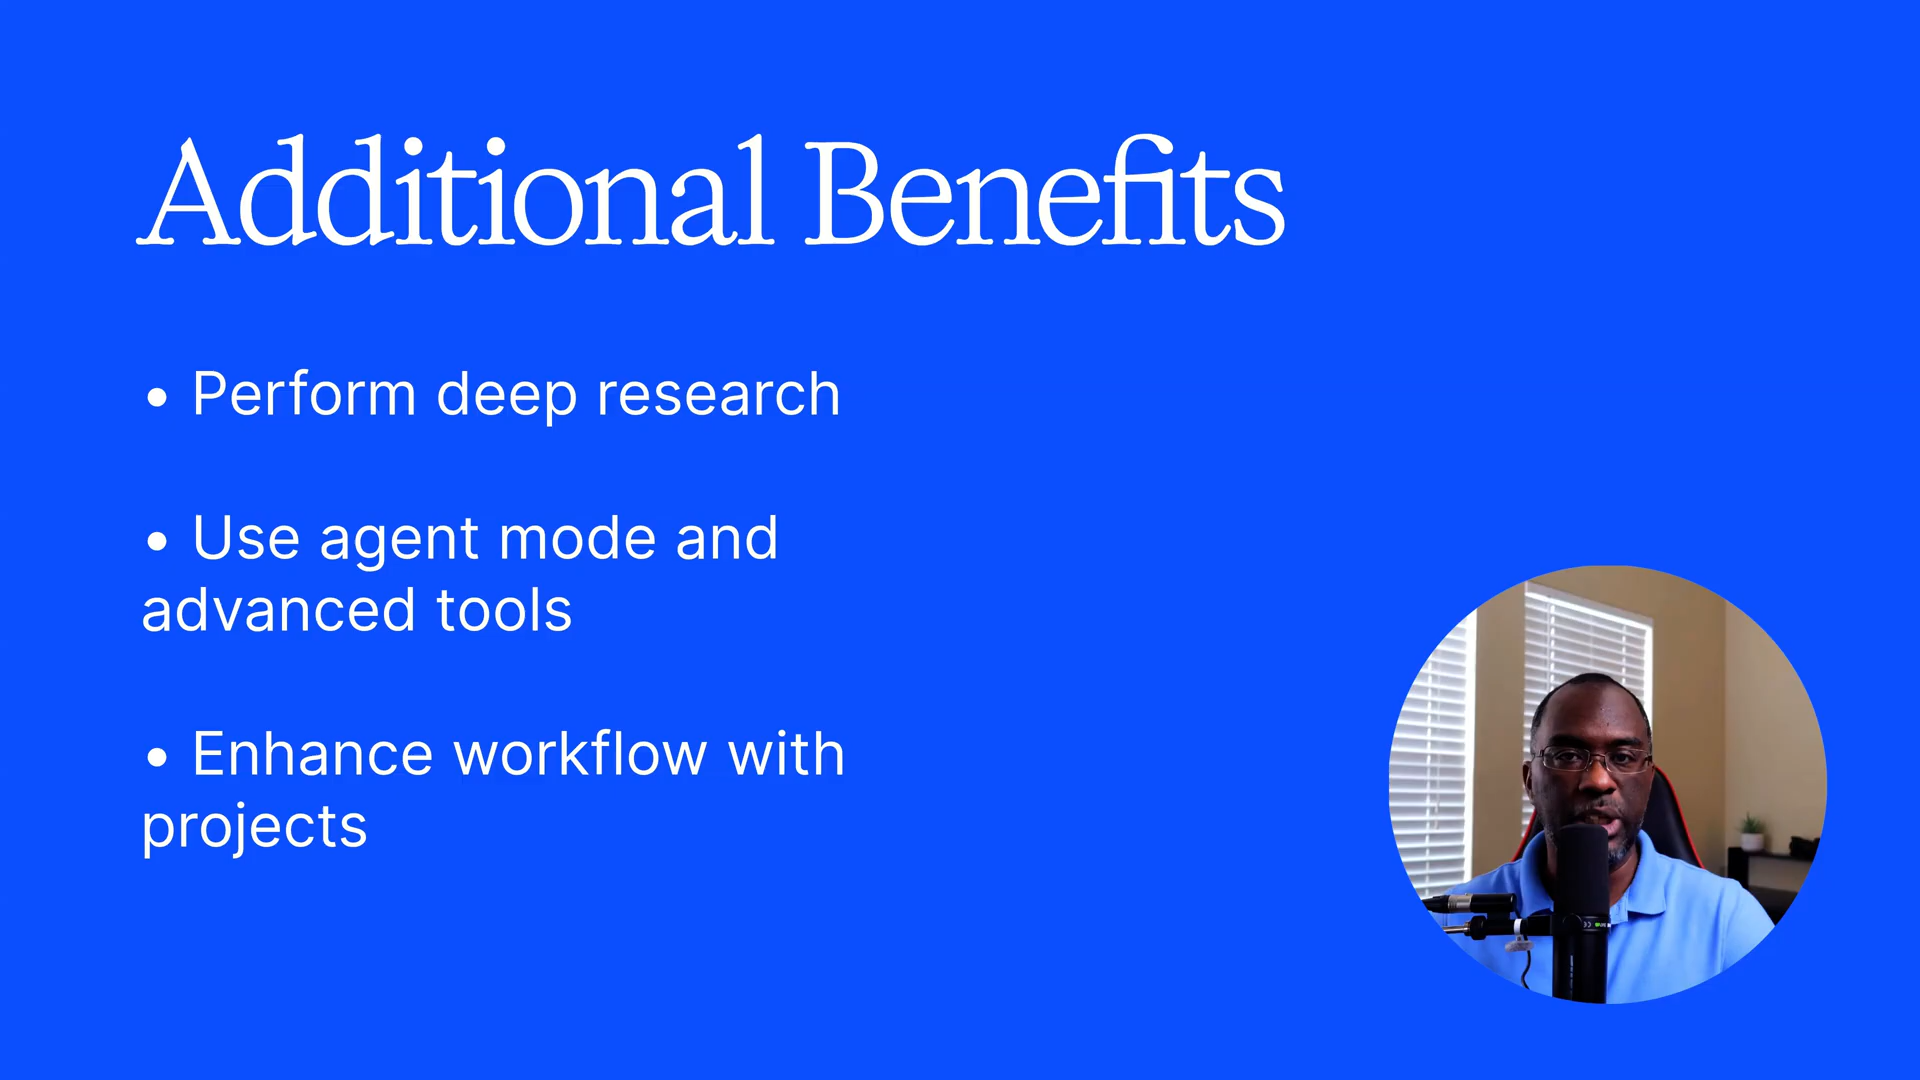 Additional Benefits
• Perform deep research
• Use agent mode and
advanced tools
• Enhance workflow with
projects